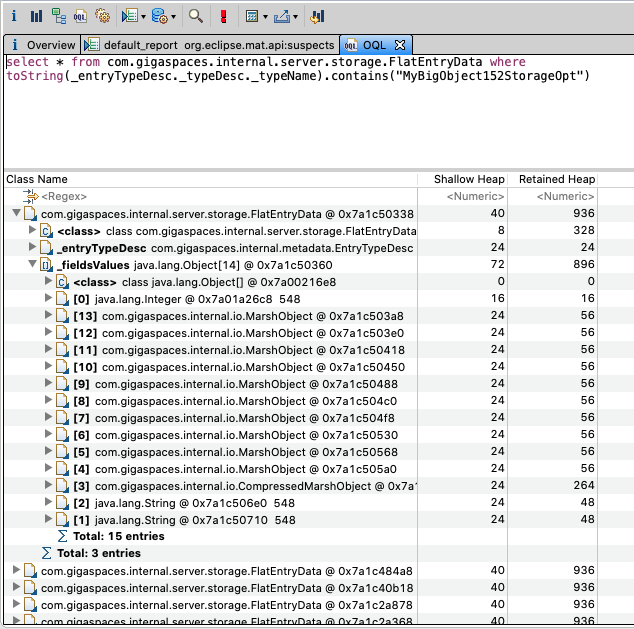 Overview default_report org.eclipse.mat.api:suspects OQL
select * from com.gigaspaces.internal.server.storage.FlatEntryData where
toString(_entryTypeDesc._typeDesc._typeName).contains("MyBigObject152StorageOpt")
Class Name Shallow Heap Retained Heap
<Regex> <Numeric> <Numeric>
com.gigaspaces.internal.server.storage.FlatEntryData @ 0x7a1c50338 40 936
<class> class com.gigaspaces.internal.server.storage.FlatEntryData 8 328
_entryTypeDesc com.gigaspaces.internal.metadata.EntryTypeDesc 24 24
_fieldsValues java.lang.Object[14] @ 0x7a1c50360 72 896
<class> class java.lang.Object[] @ 0x7a00216e8 0 0
[0] java.lang.Integer @ 0x7a01a26c8 548 16 16
[13] com.gigaspaces.internal.io.MarshObject @ 0x7a1c503a8 24 56
[12] com.gigaspaces.internal.io.MarshObject @ 0x7a1c503e0 24 56
[11] com.gigaspaces.internal.io.MarshObject @ 0x7a1c50418 24 56
[10] com.gigaspaces.internal.io.MarshObject @ 0x7a1c50450 24 56
[9] com.gigaspaces.internal.io.MarshObject @ 0x7a1c50488 24 56
[8] com.gigaspaces.internal.io.MarshObject @ 0x7a1c504c0 24 56
[7] com.gigaspaces.internal.io.MarshObject @ 0x7a1c504f8 24 56
[6] com.gigaspaces.internal.io.MarshObject @ 0x7a1c50530 24 56
[5] com.gigaspaces.internal.io.MarshObject @ 0x7a1c50568 24 56
[4] com.gigaspaces.internal.io.MarshObject @ 0x7a1c505a0 24 56
[3] com.gigaspaces.internal.io.CompressedMarshObject @ 0x7a1 24 264
[2] java.lang.String @ 0x7a1c506e0 548 24 48
[1] java.lang.String @ 0x7a1c50710 548 24 48
Total: 15 entries
Total: 3 entries
com.gigaspaces.internal.server.storage.FlatEntryData @ 0x7a1c484a8 40 936
com.gigaspaces.internal.server.storage.FlatEntryData @ 0x7a1c40b18 40 936
com.gigaspaces.internal.server.storage.FlatEntryData @ 0x7a1c2a878 40 936
com.gigaspaces.internal.server.storage.FlatEntryData @ 0x7a1c2a368 40 936